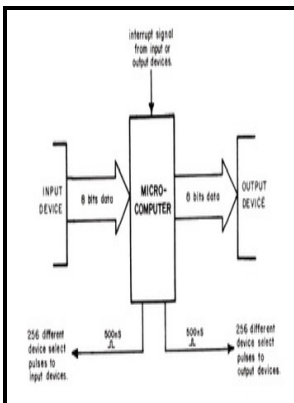 interrupt signal
from input or
output devices.
INPUT
DEVICE
8 bits data
MICRO-
COMPUTER
8 bits data
OUTPUT
DEVICE
256 different
device select
pulses to
input devices.
500nS
500nS
256 different
device select
pulses to
output devices.